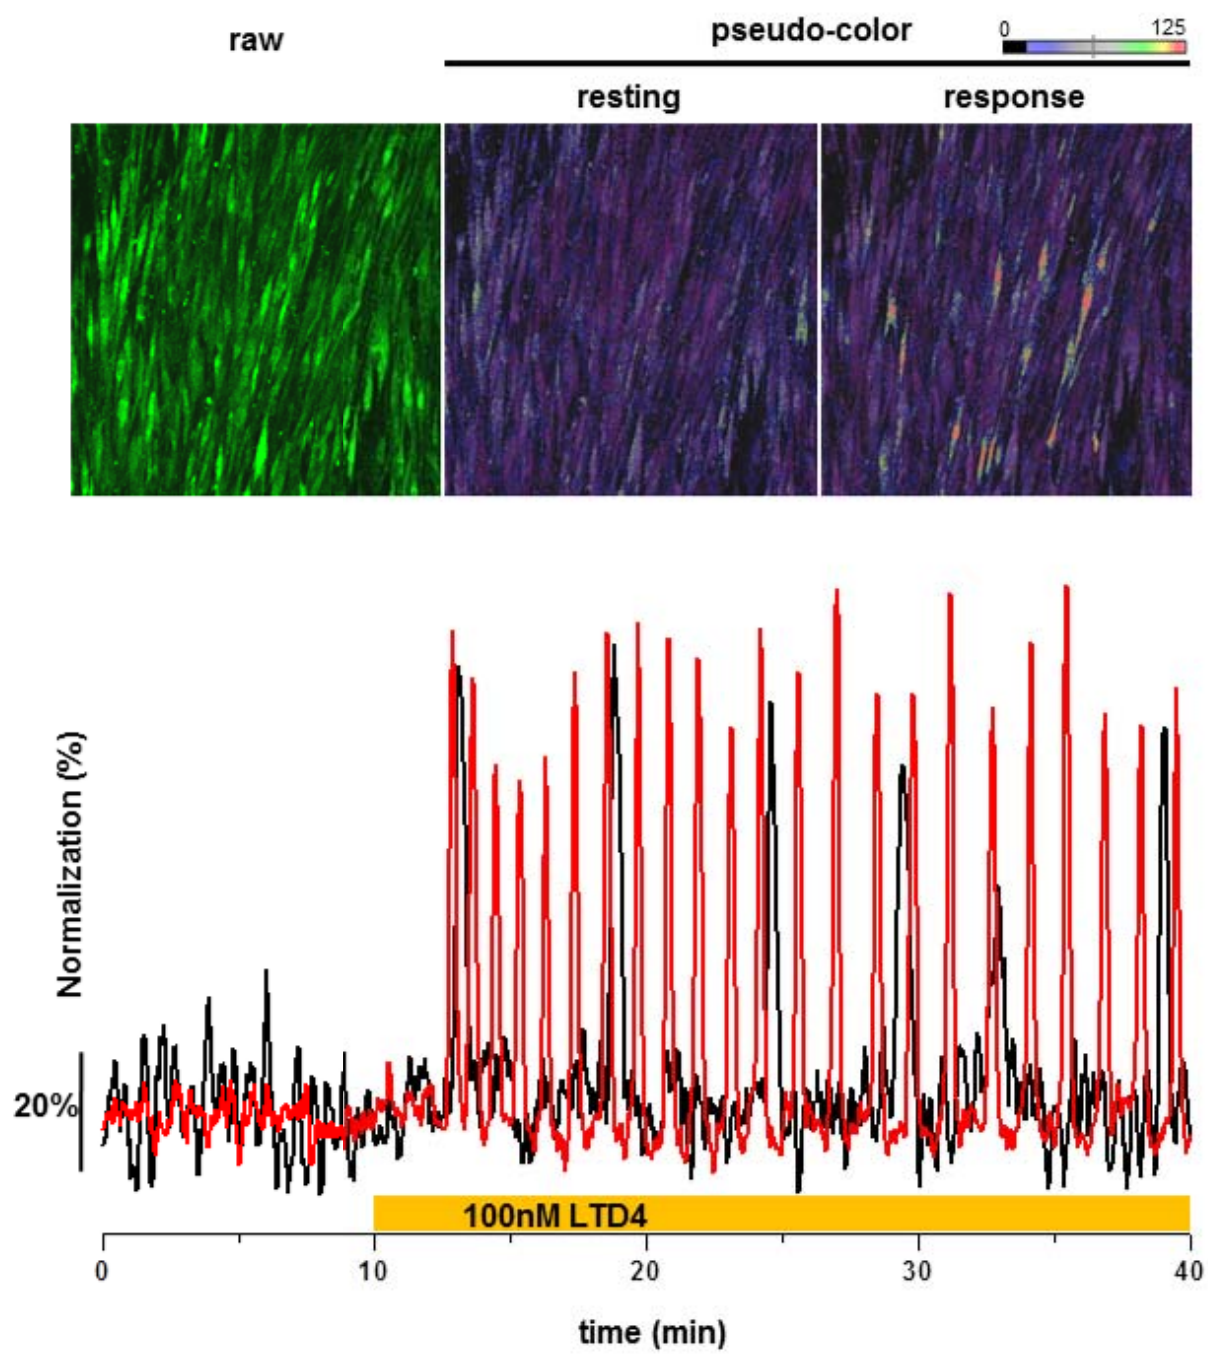 raw
pseudo-color
0
125
resting
response
Normalization (%)
20%
100nM LTD4
0
10
20
30
40
time (min)